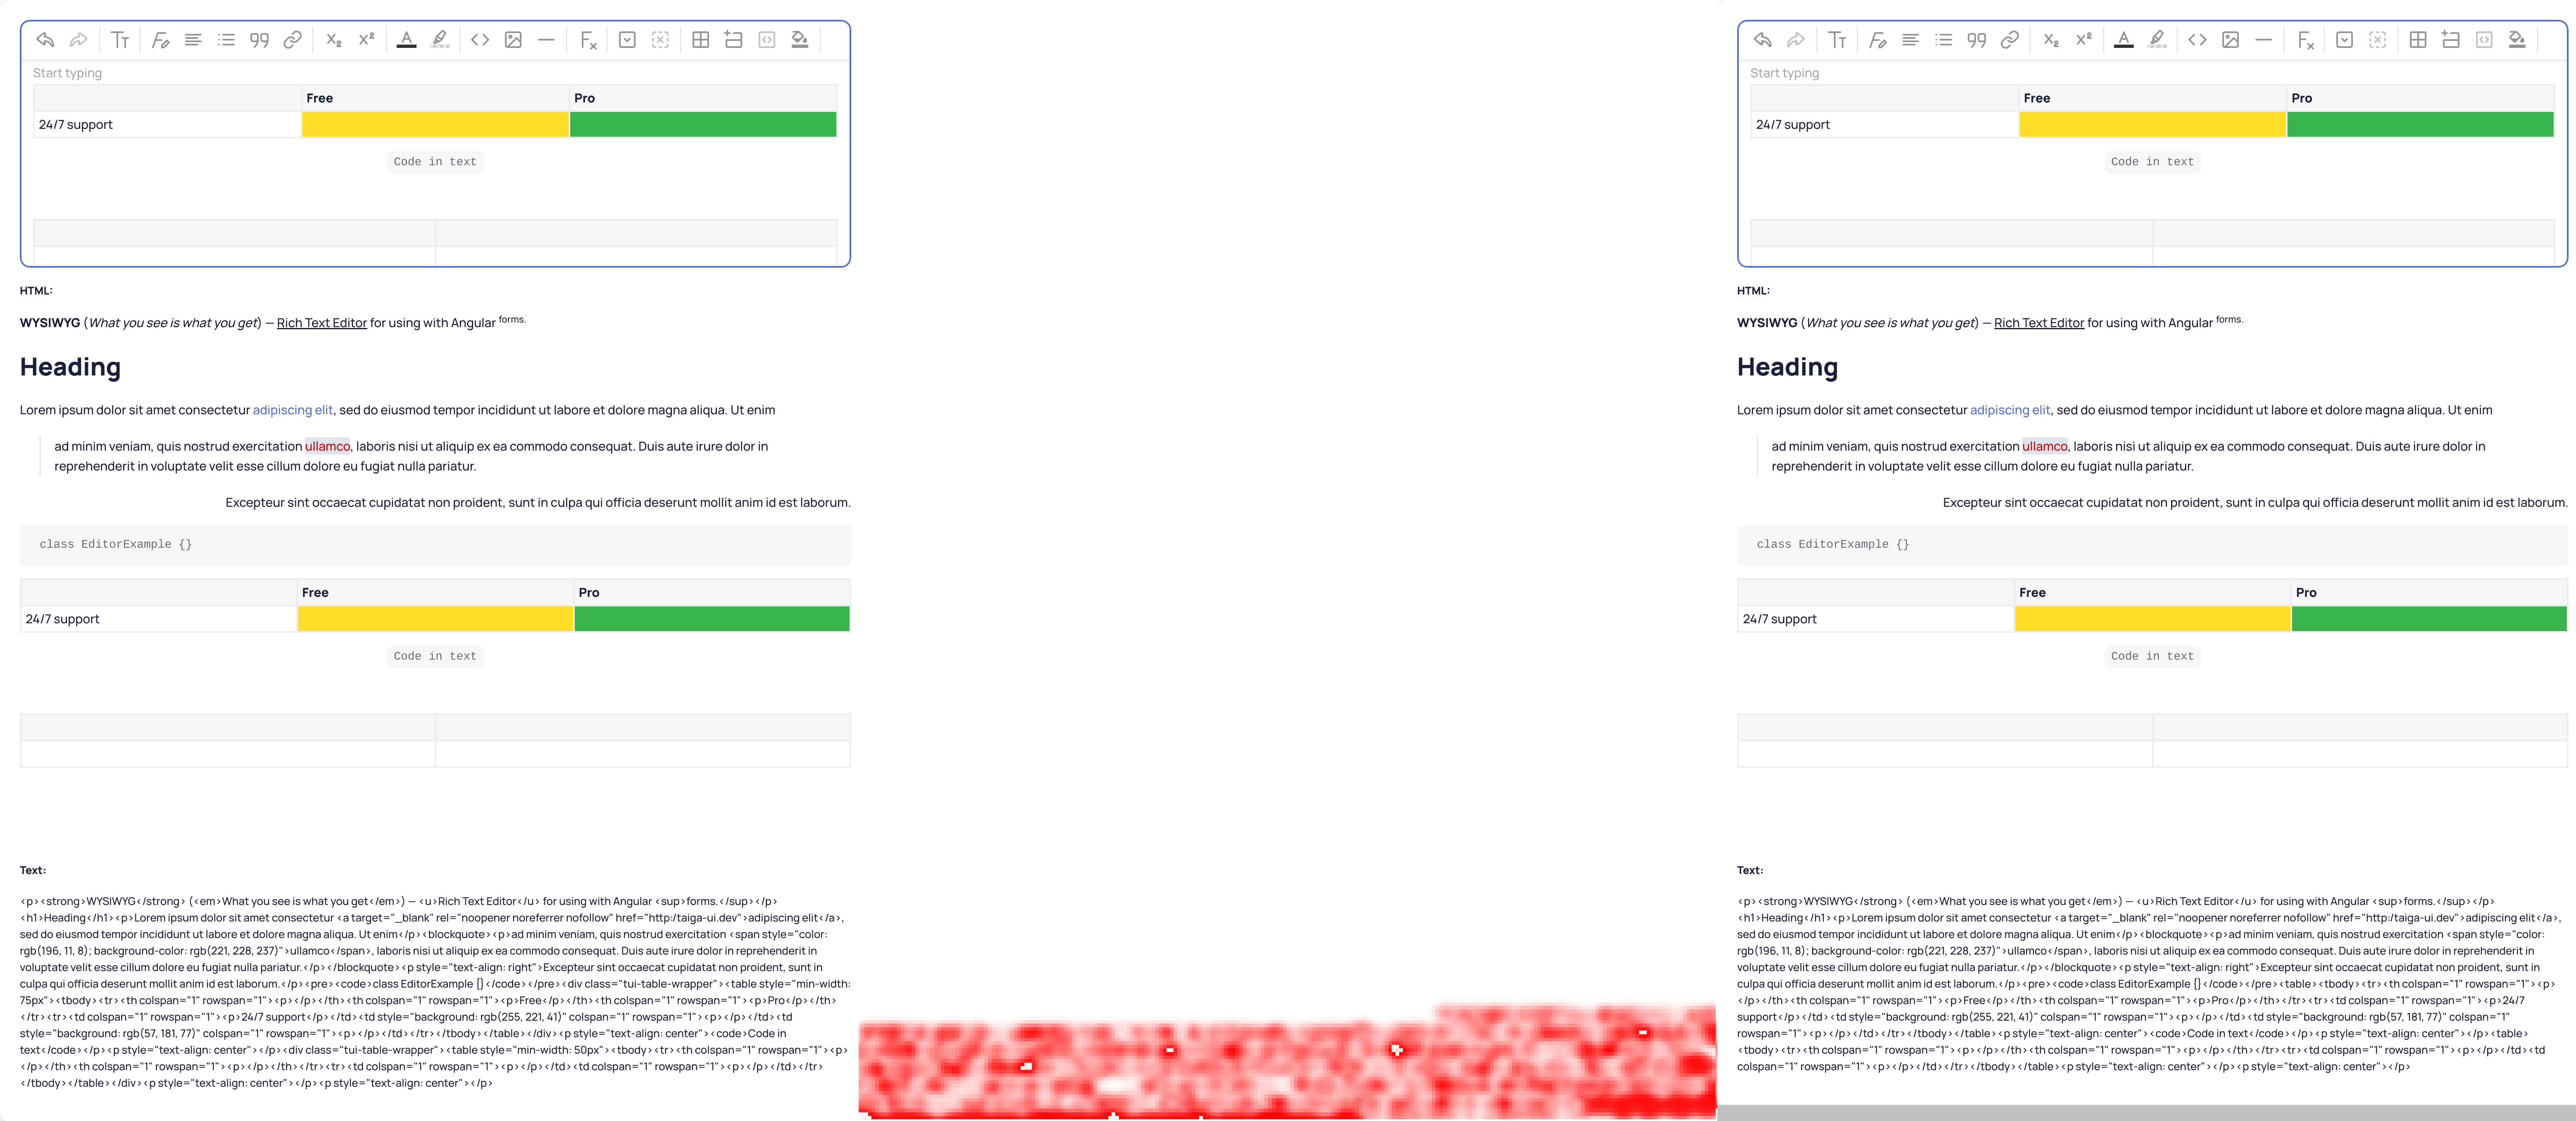 Start typing
Free Pro
24/7 support
Code in text
HTML:
WYSIWYG (What you see is what you get) — Rich Text Editor for using with Angular forms.
Heading
Lorem ipsum dolor sit amet consectetur adipiscing elit, sed do eiusmod tempor incididunt ut labore et dolore magna aliqua. Ut enim
ad minim veniam, quis nostrud exercitation ullamco, laboris nisi ut aliquip ex ea commodo consequat. Duis aute irure dolor in
reprehenderit in voluptate velit esse cillum dolore eu fugiat nulla pariatur.
Excepteur sint occaecat cupidatat non proident, sunt in culpa qui officia deserunt mollit anim id est laborum.
class EditorExample {}
Free Pro
24/7 support
Code in text
Text:
<p><strong>WYSIWYG</strong> (<em>What you see is what you get</em>) — <u>Rich Text Editor</u> for using with Angular <sup>forms.</sup></p>
<h1>Heading</h1><p>Lorem ipsum dolor sit amet consectetur <a target="_blank" rel="noopener noreferrer nofollow" href="http:/taiga-ui.dev">adipiscing elit</a>,
sed do eiusmod tempor incididunt ut labore et dolore magna aliqua. Ut enim</p><blockquote><p>ad minim veniam, quis nostrud exercitation <span style="color:
rgb(196, 11, 8); background-color: rgb(221, 228, 237)">ullamco</span>, laboris nisi ut aliquip ex ea commodo consequat. Duis aute irure dolor in reprehenderit in
voluptate velit esse cillum dolore eu fugiat nulla pariatur.</p></blockquote><p style="text-align: right">Excepteur sint occaecat cupidatat non proident, sunt in
culpa qui officia deserunt mollit anim id est laborum.</p><pre><code>class EditorExample {}</code></pre><div class="tui-table-wrapper"><table style="min-width:
75px"><tbody><tr><th colspan="1" rowspan="1"><p></p></th><th colspan="1" rowspan="1"><p>Free</p></th><th colspan="1" rowspan="1"><p>Pro</p></th>
</tr><tr><td colspan="1" rowspan="1"><p>24/7 support</p></td><td style="background: rgb(255, 221, 41)" colspan="1" rowspan="1"><p></p></td><td
style="background: rgb(57, 181, 77)" colspan="1" rowspan="1"><p></p></td></tr></tbody></table></div><p style="text-align: center"><code>Code in
text</code></p><p style="text-align: center"></p><div class="tui-table-wrapper"><table style="min-width: 50px"><tbody><tr><th colspan="1" rowspan="1"><p>
</p></th><th colspan="1" rowspan="1"><p></p></th></tr><tr><td colspan="1" rowspan="1"><p></p></td><td colspan="1" rowspan="1"><p></p></td></tr>
</tbody></table></div><p style="text-align: center"></p><p style="text-align: center"></p>
Start typing
Free Pro
24/7 support
Code in text
HTML:
WYSIWYG (What you see is what you get) — Rich Text Editor for using with Angular forms.
Heading
Lorem ipsum dolor sit amet consectetur adipiscing elit, sed do eiusmod tempor incididunt ut labore et dolore magna aliqua. Ut enim
ad minim veniam, quis nostrud exercitation ullamco, laboris nisi ut aliquip ex ea commodo consequat. Duis aute irure dolor in
reprehenderit in voluptate velit esse cillum dolore eu fugiat nulla pariatur.
Excepteur sint occaecat cupidatat non proident, sunt in culpa qui officia deserunt mollit anim id est laborum.
class EditorExample {}
Free Pro
24/7 support
Code in text
Text:
<p><strong>WYSIWYG</strong> (<em>What you see is what you get</em>) — <u>Rich Text Editor</u> for using with Angular <sup>forms.</sup></p>
<h1>Heading</h1><p>Lorem ipsum dolor sit amet consectetur <a target="_blank" rel="noopener noreferrer nofollow" href="http:/taiga-ui.dev">adipiscing elit</a>,
sed do eiusmod tempor incididunt ut labore et dolore magna aliqua. Ut enim</p><blockquote><p>ad minim veniam, quis nostrud exercitation <span style="color:
rgb(196, 11, 8); background-color: rgb(221, 228, 237)">ullamco</span>, laboris nisi ut aliquip ex ea commodo consequat. Duis aute irure dolor in reprehenderit in
voluptate velit esse cillum dolore eu fugiat nulla pariatur.</p></blockquote><p style="text-align: right">Excepteur sint occaecat cupidatat non proident, sunt in
culpa qui officia deserunt mollit anim id est laborum.</p><pre><code>class EditorExample {}</code></pre><table><tbody><tr><th colspan="1" rowspan="1"><p>
</p></th><th colspan="1" rowspan="1"><p>Free</p></th><th colspan="1" rowspan="1"><p>Pro</p></th></tr><tr><td colspan="1" rowspan="1"><p>24/7
support</p></td><td style="background: rgb(255, 221, 41)" colspan="1" rowspan="1"><p></p></td><td style="background: rgb(57, 181, 77)" colspan="1"
rowspan="1"><p></p></td></tr></tbody></table><p style="text-align: center"><code>Code in text</code></p><p style="text-align: center"></p><table>
<tbody><tr><th colspan="1" rowspan="1"><p></p></th><th colspan="1" rowspan="1"><p></p></th></tr><tr><td colspan="1" rowspan="1"><p></p></td><td
colspan="1" rowspan="1"><p></p></td></tr></tbody></table><p style="text-align: center"></p><p style="text-align: center"></p>